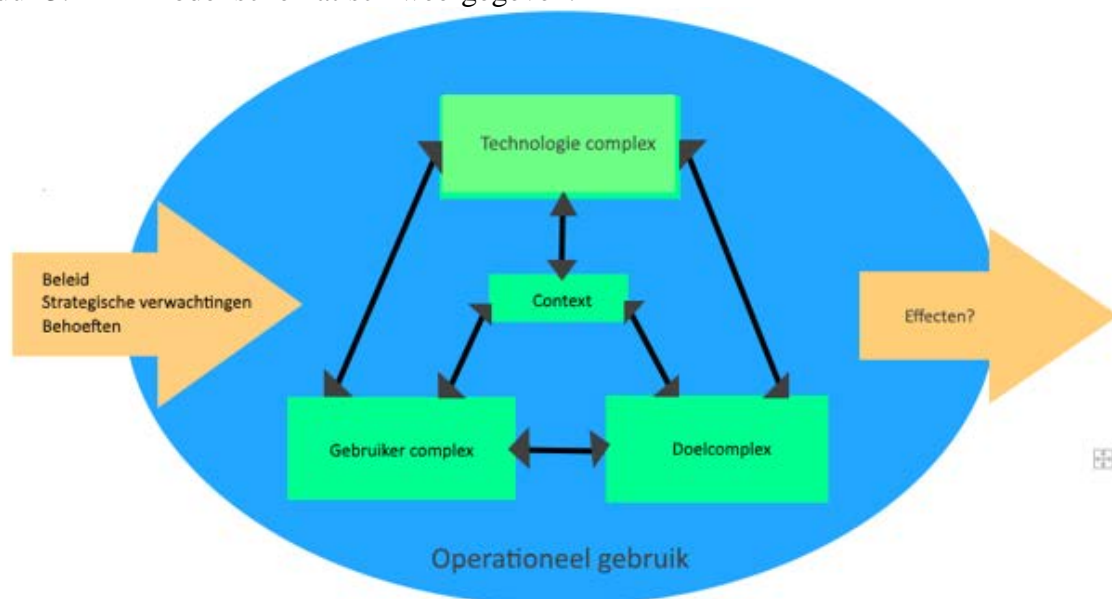 Technologie complex
Beleid
Strategische verwachtingen
Behoeften
Context
Effecten?
Gebruiker complex
Doelcomplex
Operationeel gebruik